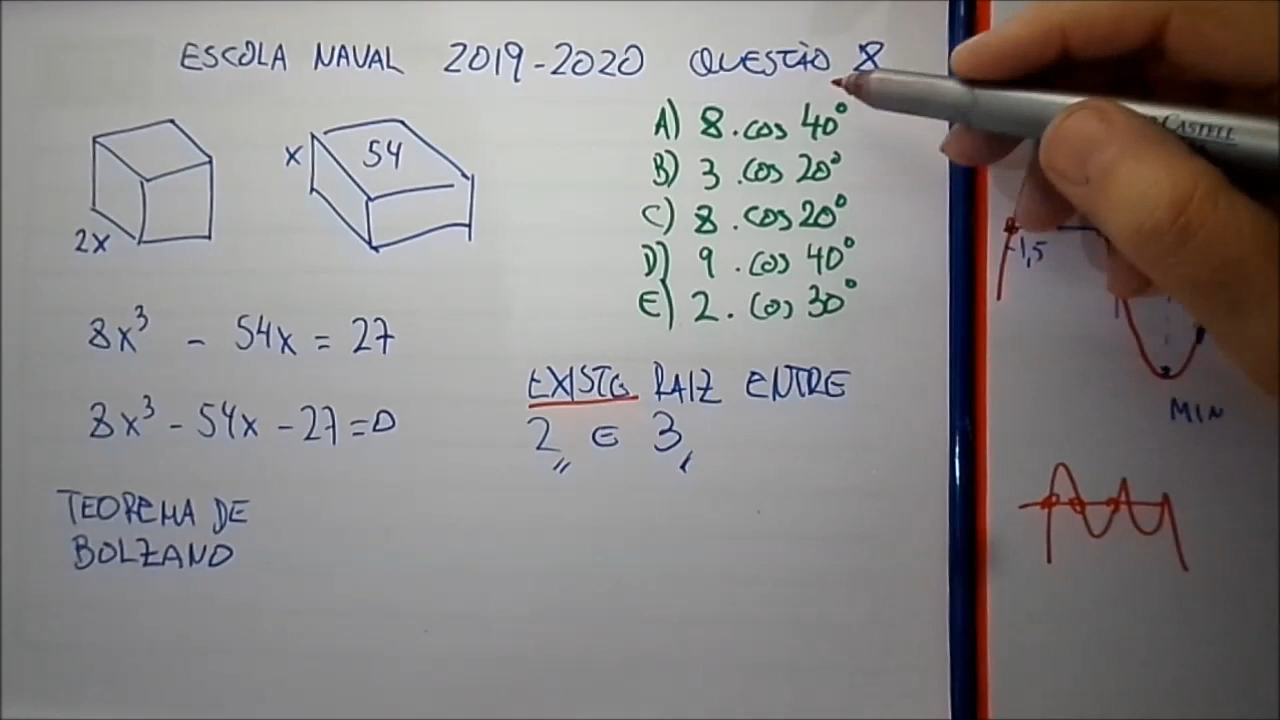 ESCOLA NAVAL 2019-2020 QUESTÃO 8
A) 8.cos 40°
B) 3.cos 20°
C) 8.cos 20°
D) 9.cos 40°
E) 2.cos 30°
x 54
2x
8x³ - 54x = 27
8x³ - 54x - 27 = 0
EXISTE RAIZ ENTRE
2 E 3
TEOREMA DE
BOLZANO
CASTELL
-1,5
MIN